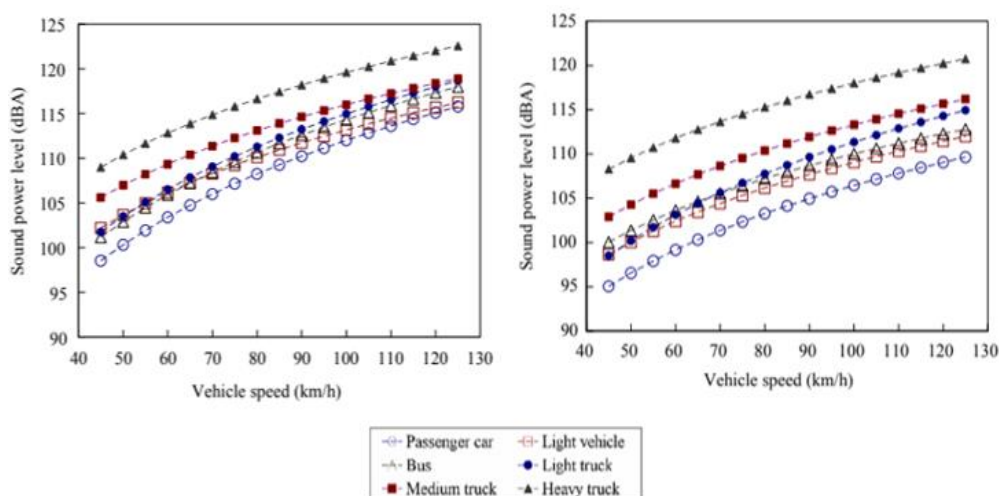 125
120
115
110
105
100
95
90
Sound power level (dBA)
40 50 60 70 80 90 100 110 120 130
Vehicle speed (km/h)
125
120
115
110
105
100
95
90
Sound power level (dBA)
40 50 60 70 80 90 100 110 120 130
Vehicle speed (km/h)
Passenger car Light vehicle
Bus Light truck
Medium truck Heavy truck